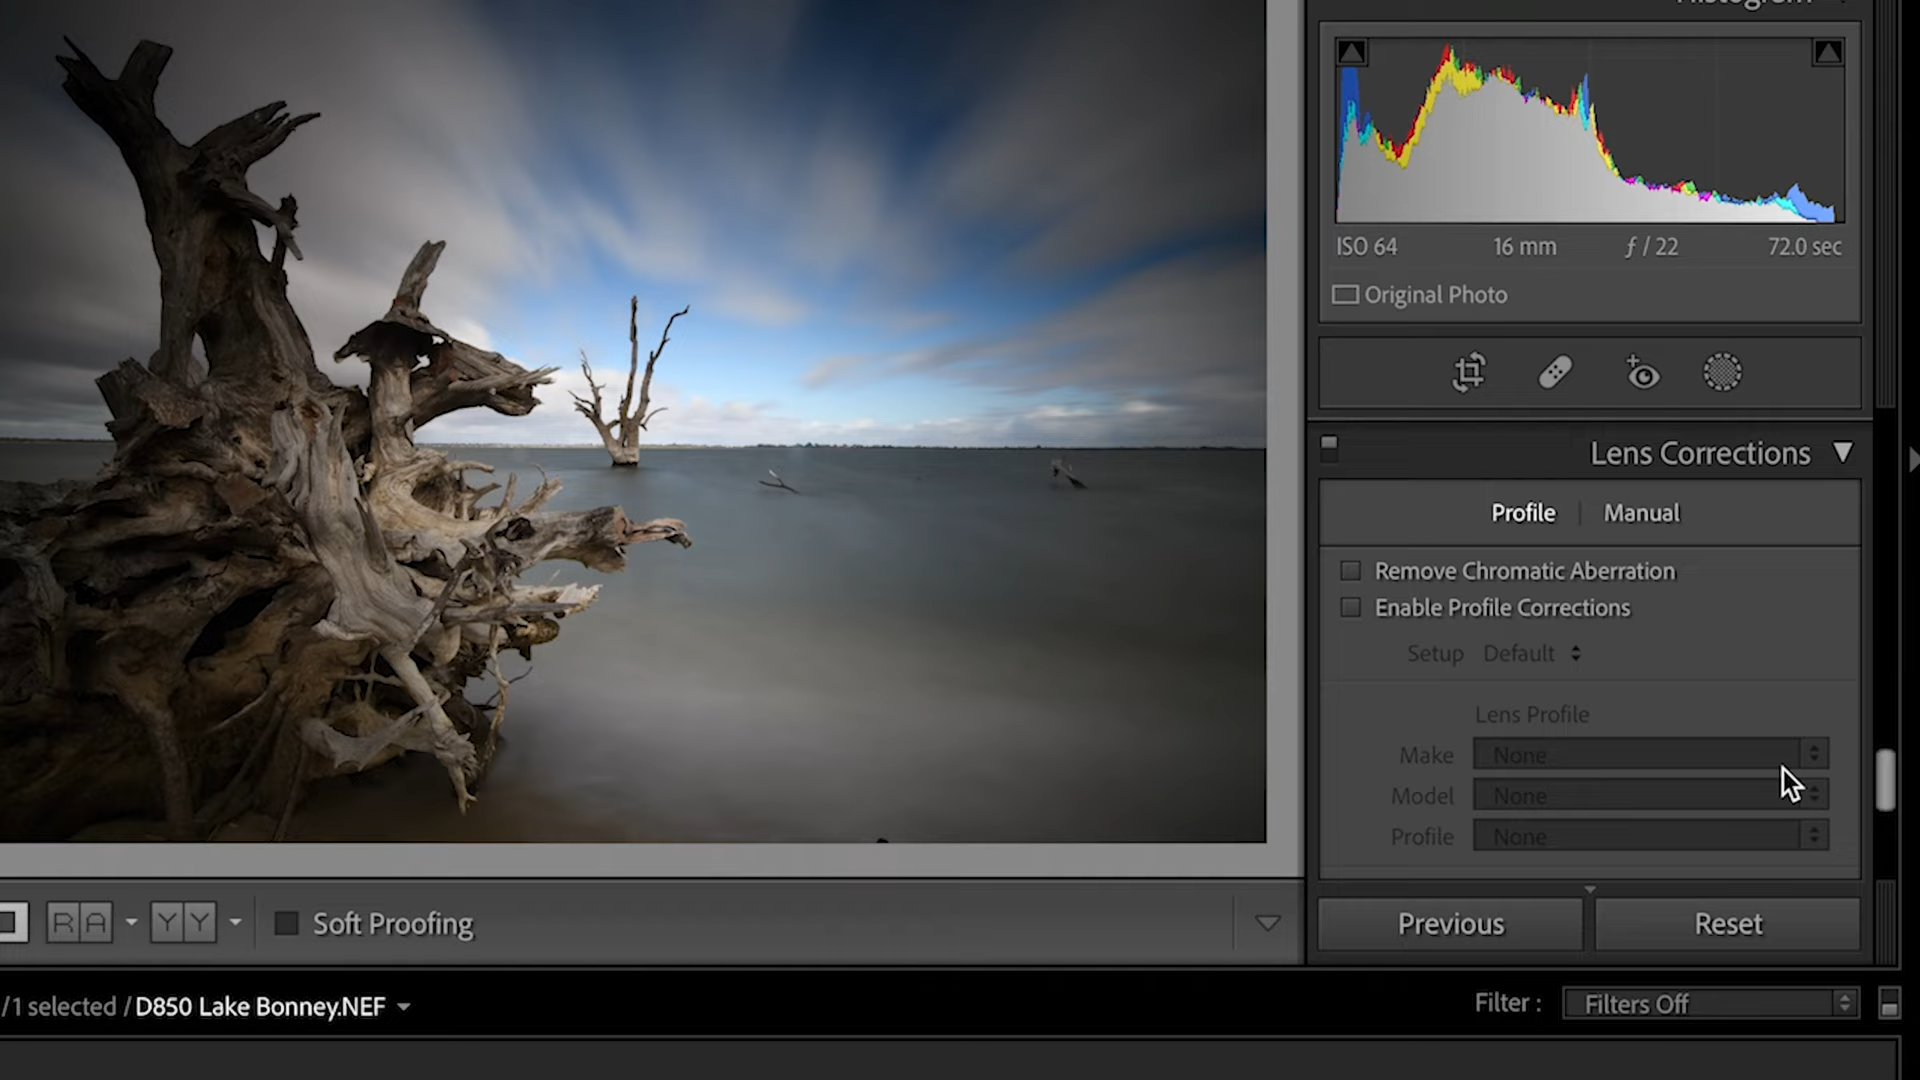 Histogram
ISO 64 16 mm ƒ / 22 72.0 sec
Original Photo
Lens Corrections
Profile | Manual
Remove Chromatic Aberration
Enable Profile Corrections
Setup Default
Lens Profile
Make None
Model None
Profile None
R A Y Y Soft Proofing
Previous Reset
/1 selected / D850 Lake Bonney.NEF
Filter : Filters Off